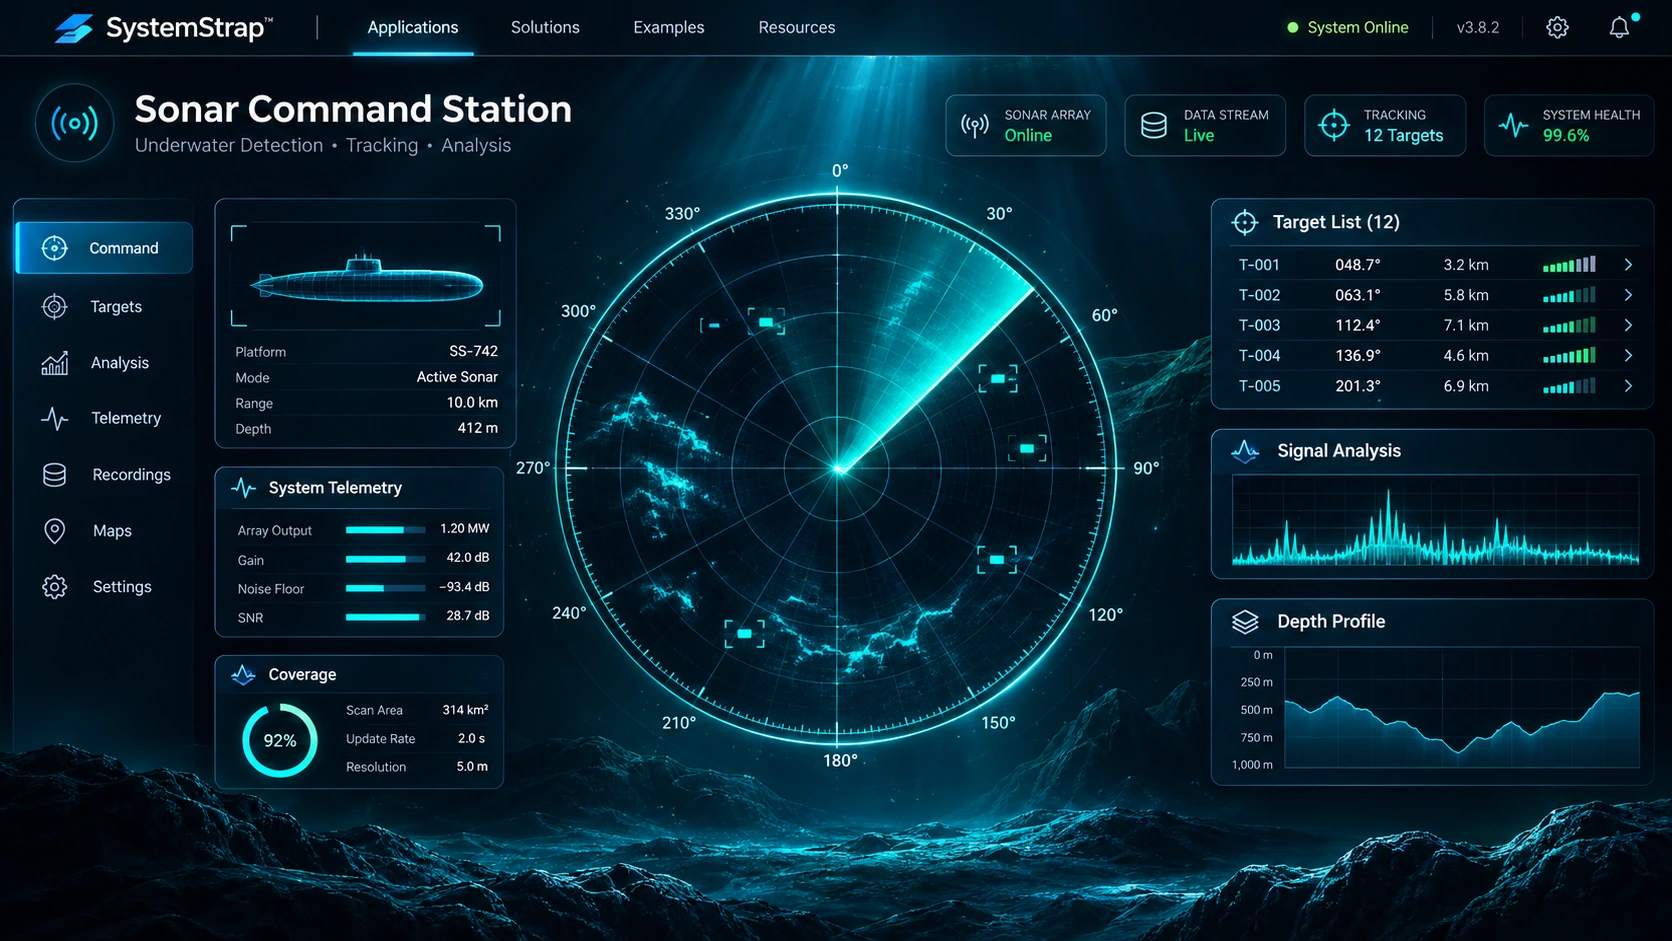 SystemStrap™
Applications
Solutions
Examples
Resources
System Online
v3.8.2
Sonar Command Station
Underwater Detection • Tracking • Analysis
SONAR ARRAY
Online
DATA STREAM
Live
TRACKING
12 Targets
SYSTEM HEALTH
99.6%
Command
Targets
Analysis
Telemetry
Recordings
Maps
Settings
Platform SS-742
Mode Active Sonar
Range 10.0 km
Depth 412 m
System Telemetry
Array Output 1.20 MW
Gain 42.0 dB
Noise Floor −93.4 dB
SNR 28.7 dB
Coverage
92%
Scan Area 314 km²
Update Rate 2.0 s
Resolution 5.0 m
0°
30°
60°
90°
120°
150°
180°
210°
240°
270°
300°
330°
Target List (12)
T-001 048.7° 3.2 km
T-002 063.1° 5.8 km
T-003 112.4° 7.1 km
T-004 136.9° 4.6 km
T-005 201.3° 6.9 km
Signal Analysis
Depth Profile
0 m
250 m
500 m
750 m
1,000 m